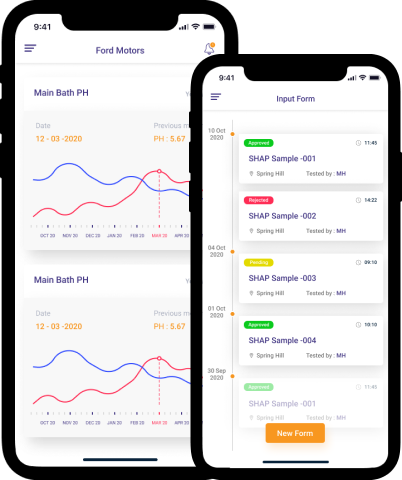 9:41
Ford Motors
Main Bath PH
Date
Previous
12 - 03 -2020
PH : 5.67
OCT 20 NOV 20 DEC 20 JAN 20 FEB 20 MAR 20 APR
Main Bath PH
Date
Previous
12 - 03 -2020
PH : 5.67
OCT 20 NOV 20 DEC 20 JAN 20 FEB 20 MAR 20 APR
9:41
Input Form
10 Oct
2020
Approved
11:45
SHAP Sample -001
Spring Hill
Tested by : MH
Rejected
14:22
SHAP Sample -002
Spring Hill
Tested by : MH
04 Oct
2020
Pending
09:10
SHAP Sample -003
Spring Hill
Tested by : MH
01 Oct
2020
Approved
10:10
SHAP Sample -004
Spring Hill
Tested by : MH
30 Sep
2020
Approved
11:45
SHAP Sample -001
Spring Hill
Tested by : MH
New Form